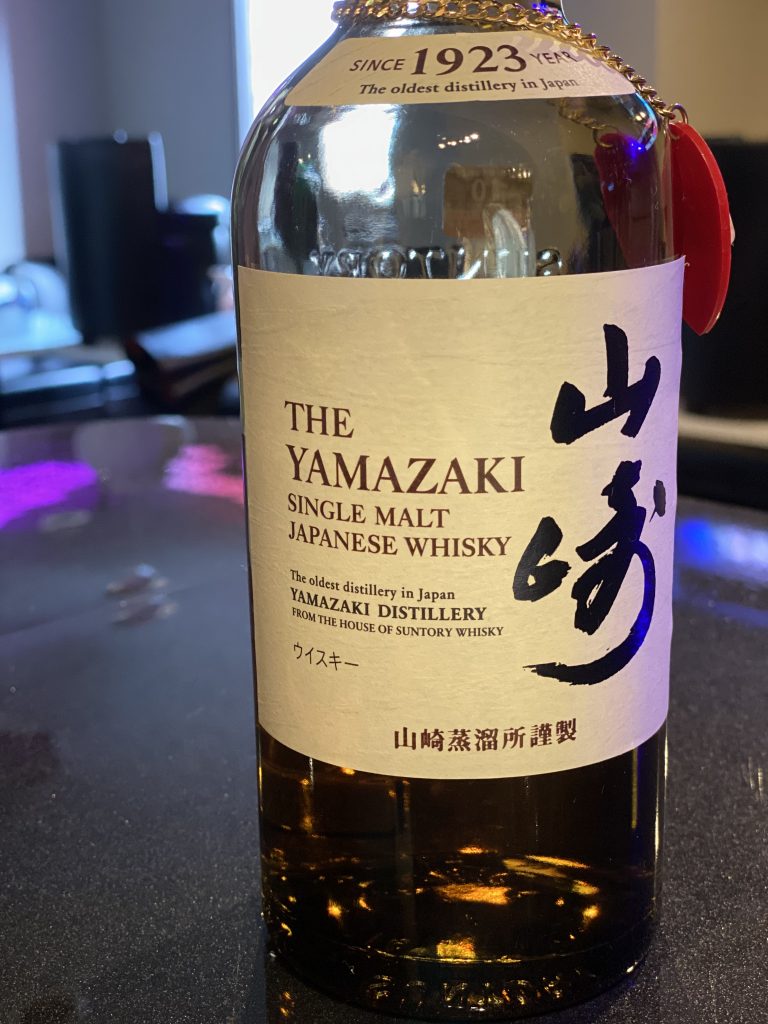 SINCE 1923 YEAR
The oldest distillery in Japan
SUNTORY
THE
YAMAZAKI
SINGLE MALT
JAPANESE WHISKY
山崎
The oldest distillery in Japan
YAMAZAKI DISTILLERY
FROM THE HOUSE OF SUNTORY WHISKY
ウイスキー
山崎蒸溜所謹製